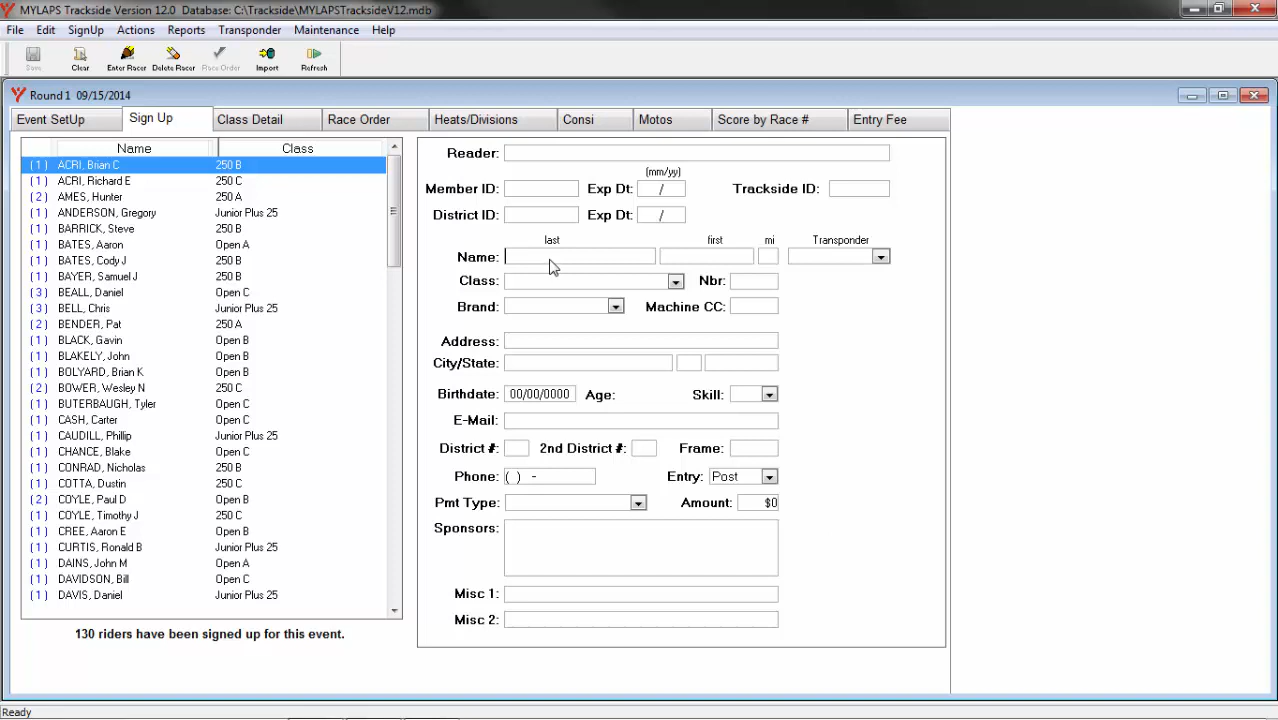 MYLAPS Trackside Version 12.0 Database: C:\Trackside\MYLAPSTracksideV12.mdb
File Edit SignUp Actions Reports Transponder Maintenance Help
Save Clear Enter Racer Delete Racer Race Order Import Refresh
Round 1 09/15/2014
Event SetUp Sign Up Class Detail Race Order Heats/Divisions Consi Motos Score by Race # Entry Fee
Name Class
(1) ACRI, Brian C 250 B
(1) ACRI, Richard E 250 C
(2) AMES, Hunter 250 A
(1) ANDERSON, Gregory Junior Plus 25
(1) BARRICK, Steve 250 B
(1) BATES, Aaron Open A
(1) BATES, Cody J Open A
(1) BAYER, Samuel J 250 B
(3) BEALL, Daniel Open C
(3) BELL, Chris Junior Plus 25
(2) BENDER, Pat 250 A
(1) BLACK, Gavin Open B
(1) BLAKELY, John Open B
(1) BOLYARD, Brian K Open B
(2) BOWER, Wesley N 250 C
(1) BUTERBAUGH, Tyler Open B
(1) CASH, Carter Open C
(1) CAUDILL, Phillip Junior Plus 25
(1) CHANCE, Blake Open C
(1) CONRAD, Nicholas 250 B
(1) COTTA, Dustin 250 C
(2) COYLE, Paul D Open B
(1) COYLE, Timothy J 250 C
(1) CREE, Aaron E Open B
(1) CURTIS, Ronald B Junior Plus 25
(1) DAINS, John M Open A
(1) DAVIDSON, Bill Open C
(1) DAVIS, Daniel Junior Plus 25
130 riders have been signed up for this event.
Reader:
(mm/yy)
Member ID: Exp Dt: / Trackside ID:
District ID: Exp Dt: /
last first mi Transponder
Name:
Class: Nbr:
Brand: Machine CC:
Address:
City/State:
Birthdate: 00/00/0000 Age: Skill:
E-Mail:
District #: 2nd District #: Frame:
Phone: ( ) - Entry: Post
Pmt Type: Amount: $0
Sponsors:
Misc 1:
Misc 2:
Ready